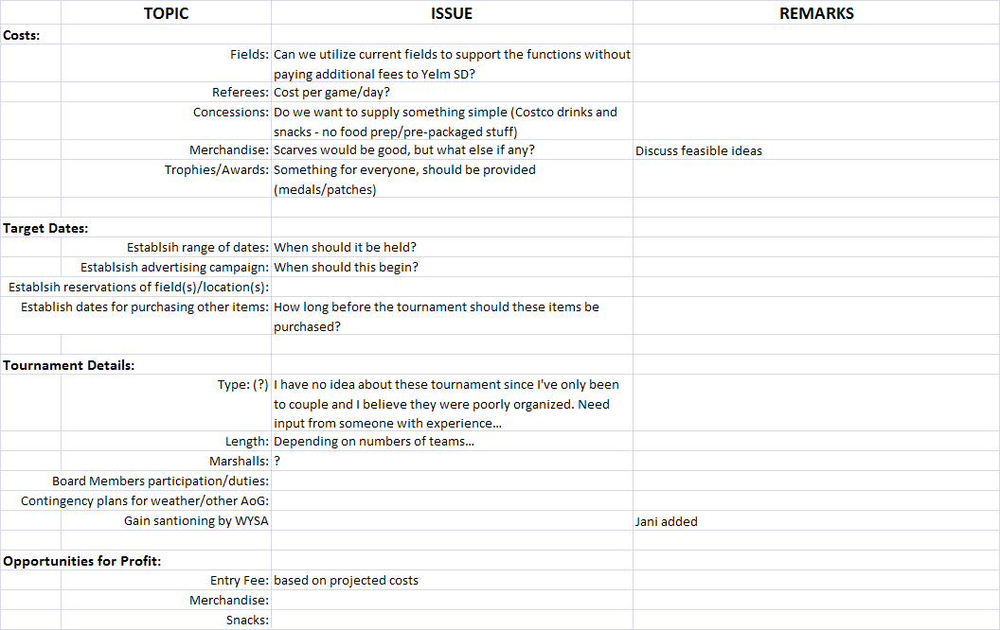 TOPIC ISSUE REMARKS
Costs:
Fields: Can we utilize current fields to support the functions without
paying additional fees to Yelm SD?
Referees: Cost per game/day?
Concessions: Do we want to supply something simple (Costco drinks and
snacks - no food prep/pre-packaged stuff)
Merchandise: Scarves would be good, but what else if any? Discuss feasible ideas
Trophies/Awards: Something for everyone, should be provided
(medals/patches)
Target Dates:
Establsih range of dates: When should it be held?
Establsish advertising campaign: When should this begin?
Establsih reservations of field(s)/location(s):
Establish dates for purchasing other items: How long before the tournament should these items be
purchased?
Tournament Details:
Type: (?) I have no idea about these tournament since I've only been
to couple and I believe they were poorly organized. Need
input from someone with experience...
Length: Depending on numbers of teams...
Marshalls: ?
Board Members participation/duties:
Contingency plans for weather/other AoG:
Gain santioning by WYSA Jani added
Opportunities for Profit:
Entry Fee: based on projected costs
Merchandise:
Snacks: